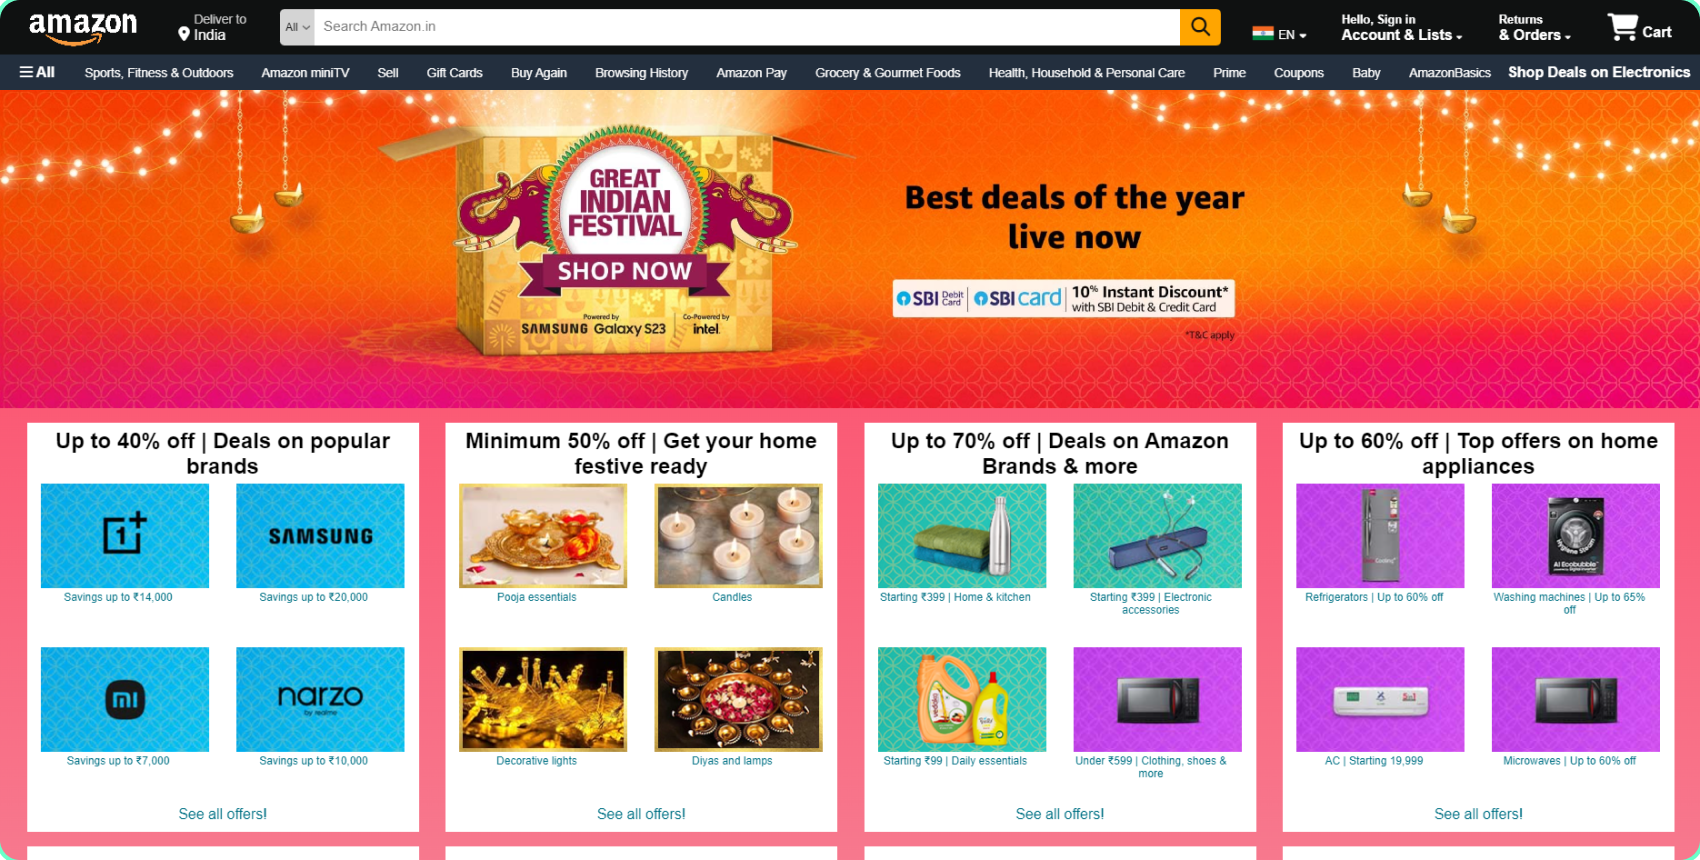 amazon
Deliver to
India
All
Search Amazon.in
EN
Hello, Sign in
Account & Lists
Returns
& Orders
Cart
All
Sports, Fitness & Outdoors
Amazon miniTV
Sell
Gift Cards
Buy Again
Browsing History
Amazon Pay
Grocery & Gourmet Foods
Health, Household & Personal Care
Prime
Coupons
Baby
AmazonBasics
Shop Deals on Electronics
GREAT
INDIAN
FESTIVAL
SHOP NOW
Powered by
SAMSUNG Galaxy S23
Co-Powered by
intel
Best deals of the year
live now
SBI Debit Card
SBI card
10% Instant Discount*
with SBI Debit & Credit Card
*T&C apply
Up to 40% off | Deals on popular
brands
1+
SAMSUNG
Savings up to ₹14,000
Savings up to ₹20,000
mi
narzo
by realme
Savings up to ₹7,000
Savings up to ₹10,000
See all offers!
Minimum 50% off | Get your home
festive ready
Pooja essentials
Candles
Decorative lights
Diyas and lamps
See all offers!
Up to 70% off | Deals on Amazon
Brands & more
Starting ₹399 | Home & kitchen
Starting ₹399 | Electronic
accessories
Starting ₹99 | Daily essentials
Under ₹599 | Clothing, shoes &
more
See all offers!
Up to 60% off | Top offers on home
appliances
AI Ecobubble™
Refrigerators | Up to 60% off
Washing machines | Up to 65%
off
AC | Starting 19,999
Microwaves | Up to 60% off
See all offers!